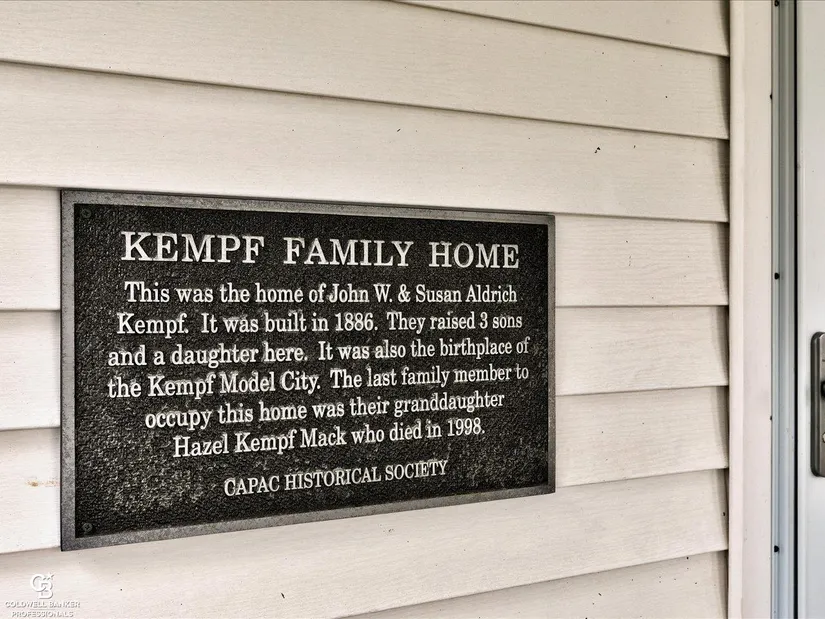 KEMPF FAMILY HOME
This was the home of John W. & Susan Aldrich
Kempf. It was built in 1886. They raised 3 sons
and a daughter here. It was also the birthplace of
the Kempf Model City. The last family member to
occupy this home was their granddaughter
Hazel Kempf Mack who died in 1998.
CAPAC HISTORICAL SOCIETY
CB
COLDWELL BANKER
PROFESSIONALS